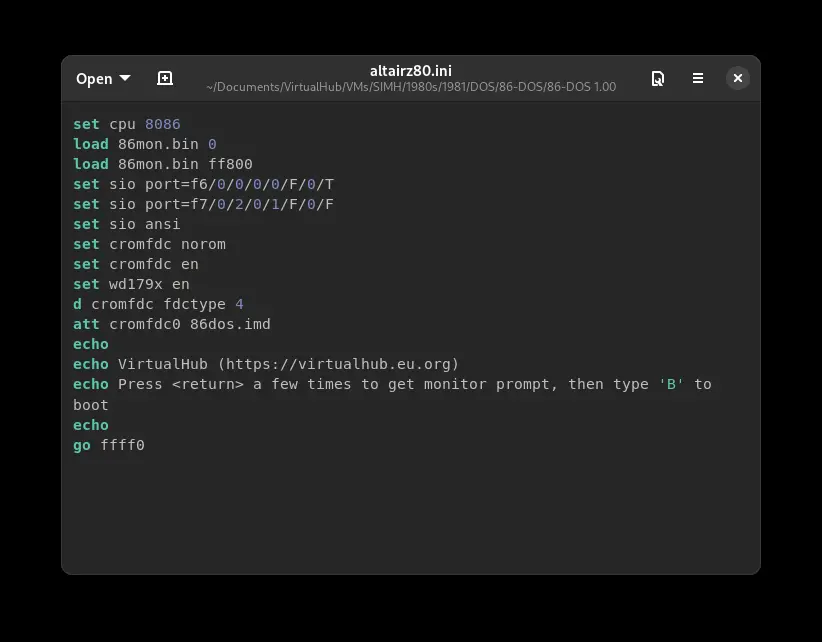 Open
altairz80.ini
~/Documents/VirtualHub/VMs/SIMH/1980s/1981/DOS/86-DOS/86-DOS 1.00
set cpu 8086
load 86mon.bin 0
load 86mon.bin ff800
set sio port=f6/0/0/0/0/F/0/T
set sio port=f7/0/2/0/1/F/0/F
set sio ansi
set cromfdc norom
set cromfdc en
set wd179x en
d cromfdc fdctype 4
att cromfdc0 86dos.imd
echo
echo VirtualHub (https://virtualhub.eu.org)
echo Press <return> a few times to get monitor prompt, then type 'B' to
boot
echo
go ffff0